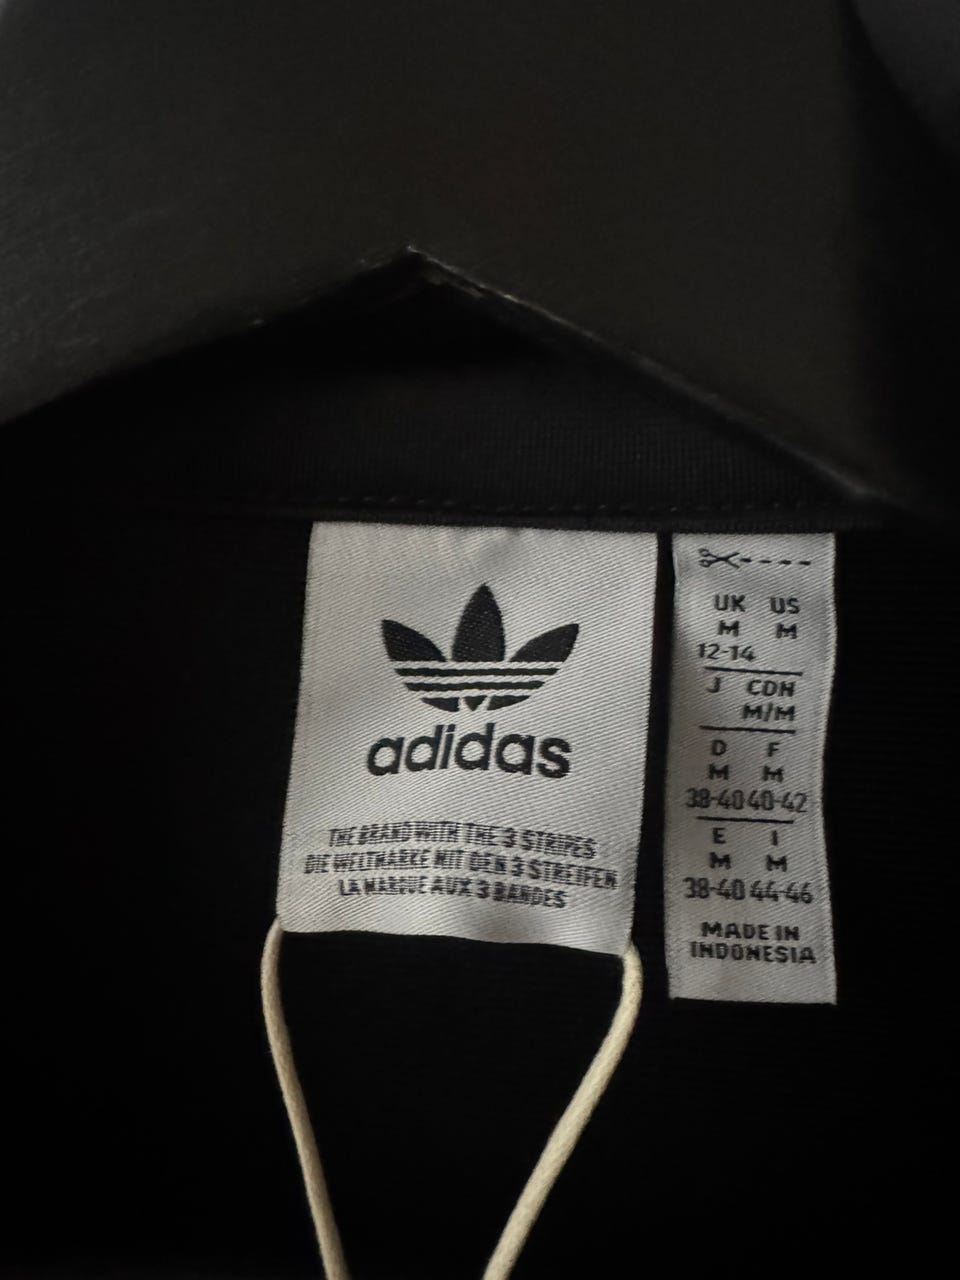 adidas
THE BRAND WITH THE 3 STRIPES
DIE WELTMARKE MIT DEN 3 STREIFEN
LA MARQUE AUX 3 BANDES
UK US
M M
12-14
J CDN
M/M
D F
M M
38-40 40-42
E I
M M
38-40 44-46
MADE IN
INDONESIA